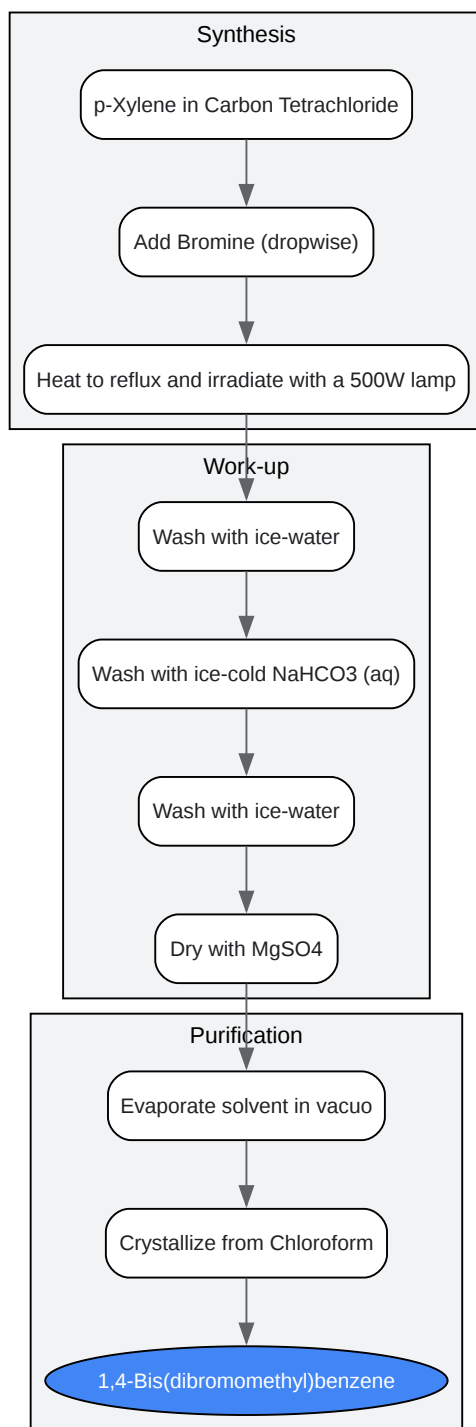 Synthesis
p-Xylene in Carbon Tetrachloride
Add Bromine (dropwise)
Heat to reflux and irradiate with a 500W lamp
Work-up
Wash with ice-water
Wash with ice-cold NaHCO3 (aq)
Wash with ice-water
Dry with MgSO4
Purification
Evaporate solvent in vacuo
Crystallize from Chloroform
1,4-Bis(dibromomethyl)benzene